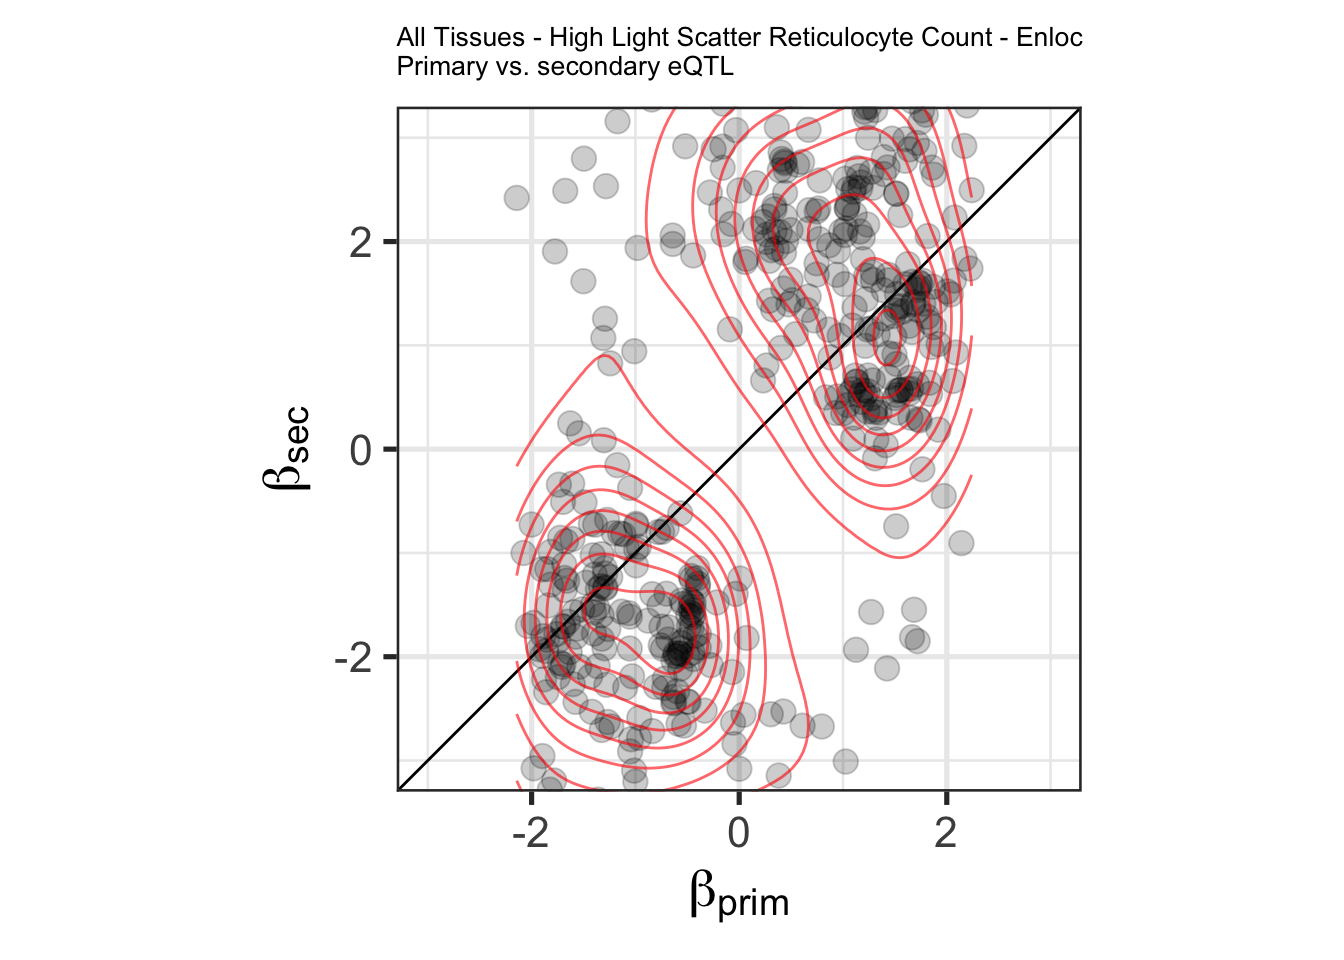 All Tissues - High Light Scatter Reticulocyte Count - Enloc
Primary vs. secondary eQTL
2
0
-2
βsec
-2 0 2
βprim